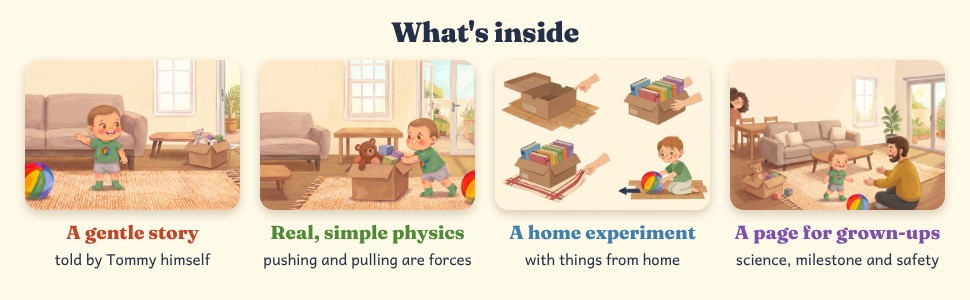 What's inside
A gentle story
told by Tommy himself
Real, simple physics
pushing and pulling are forces
A home experiment
with things from home
A page for grown-ups
science, milestone and safety